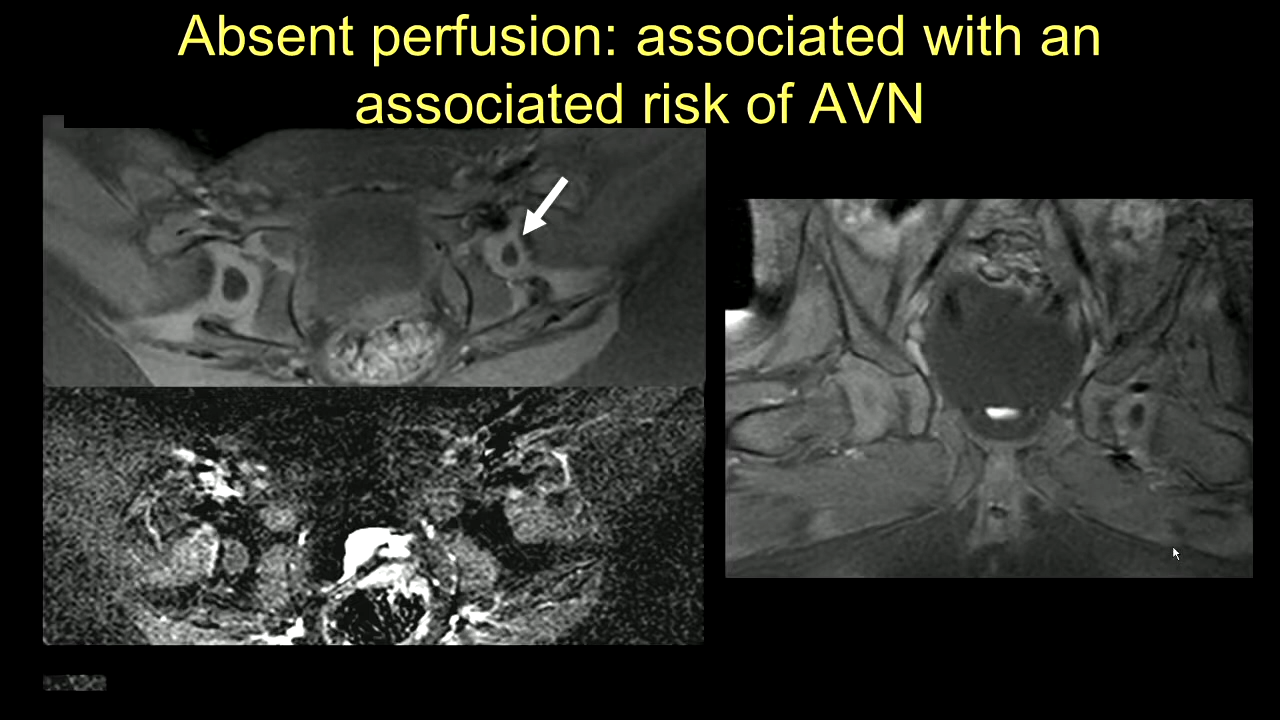 Absent perfusion: associated with an
associated risk of AVN